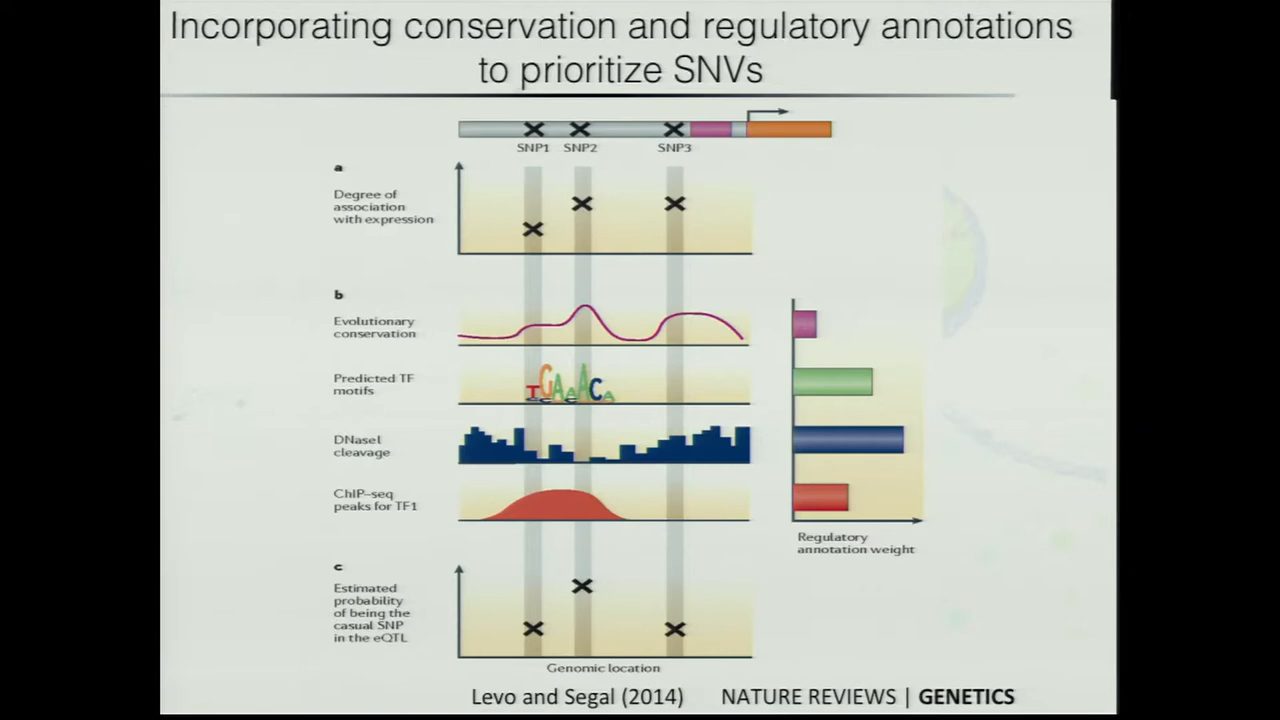 Incorporating conservation and regulatory annotations
to prioritize SNVs
SNP1 SNP2 SNP3
a
Degree of
association
with expression
b
Evolutionary
conservation
Predicted TF
motifs
TGAAACA
DNaseI
cleavage
ChIP–seq
peaks for TF1
Regulatory
annotation weight
c
Estimated
probability
of being the
casual SNP
in the eQTL
Genomic location
Levo and Segal (2014) NATURE REVIEWS | GENETICS